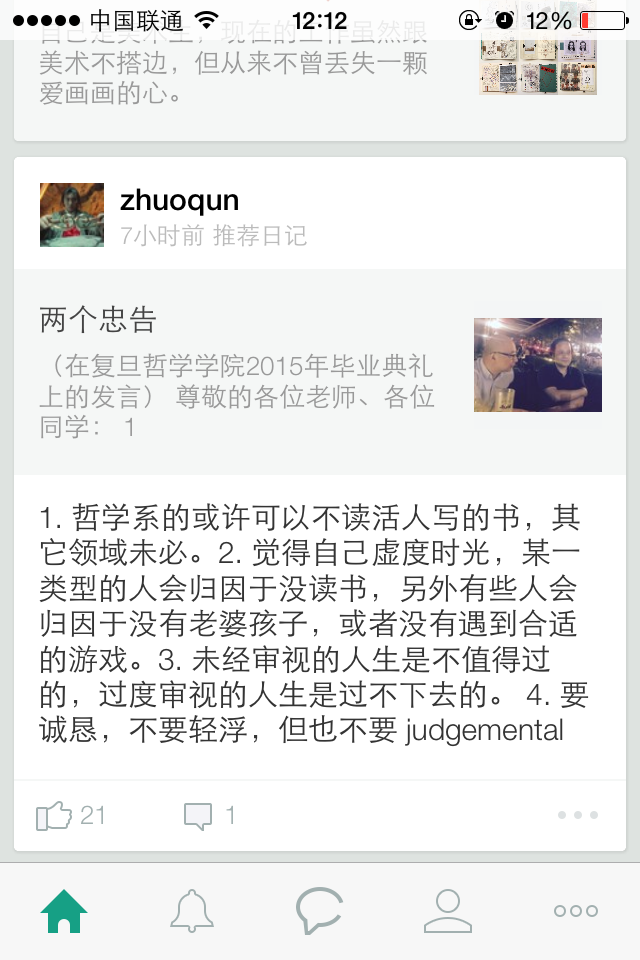 中国联通 12:12 12%
自己是美术生，现在的工作虽然跟
美术不搭边，但从来不曾丢失一颗
爱画画的心。
zhuoqun
7小时前 推荐日记
两个忠告
（在复旦哲学学院2015年毕业典礼
上的发言） 尊敬的各位老师、各位
同学： 1
1. 哲学系的或许可以不读活人写的书，其
它领域未必。2. 觉得自己虚度时光，某一
类型的人会归因于没读书，另外有些人会
归因于没有老婆孩子，或者没有遇到合适
的游戏。3. 未经审视的人生是不值得过
的，过度审视的人生是过不下去的。 4. 要
诚恳，不要轻浮，但也不要 judgemental
21 1